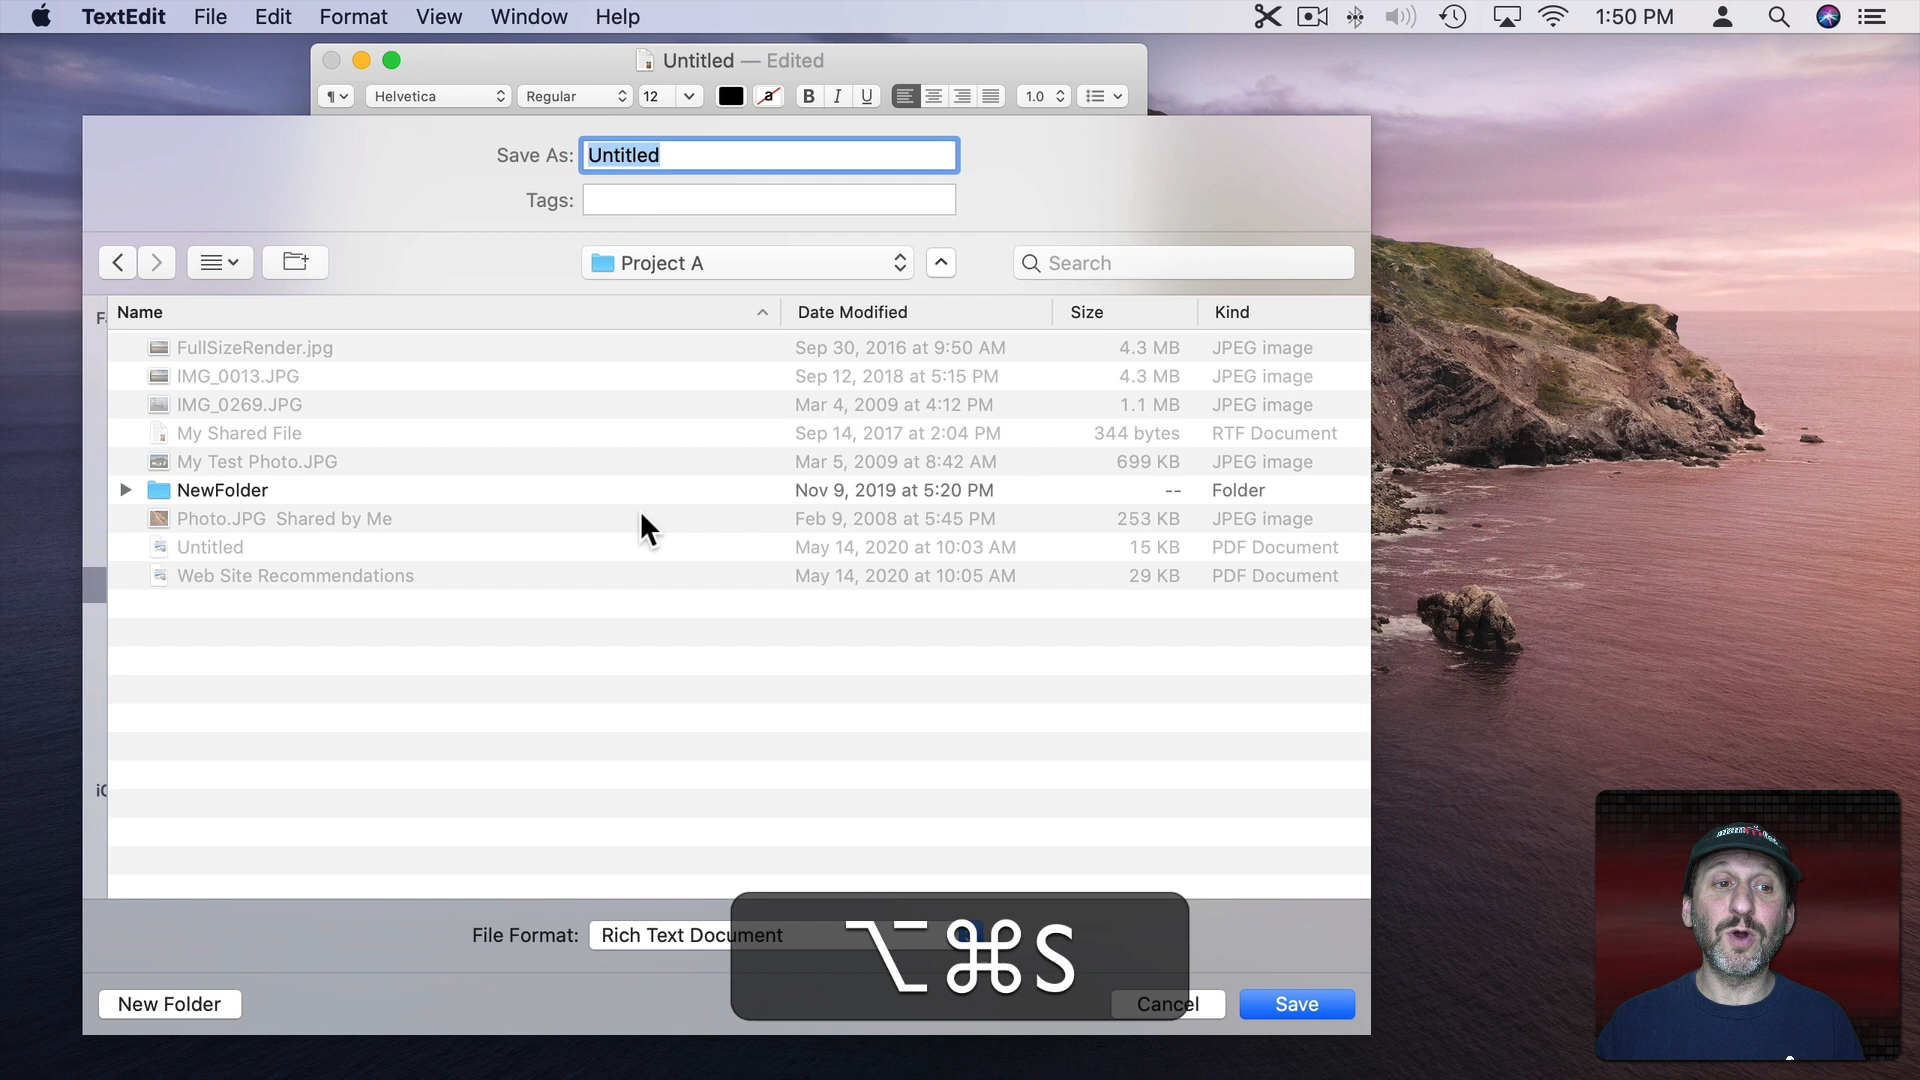 TextEdit File Edit Format View Window Help 1:50 PM
Untitled — Edited
Helvetica Regular 12 a B I U 1.0
Save As: Untitled
Tags:
Project A Search
Name Date Modified Size Kind
FullSizeRender.jpg Sep 30, 2016 at 9:50 AM 4.3 MB JPEG image
IMG_0013.JPG Sep 12, 2018 at 5:15 PM 4.3 MB JPEG image
IMG_0269.JPG Mar 4, 2009 at 4:12 PM 1.1 MB JPEG image
My Shared File Sep 14, 2017 at 2:04 PM 344 bytes RTF Document
My Test Photo.JPG Mar 5, 2009 at 8:42 AM 699 KB JPEG image
NewFolder Nov 9, 2019 at 5:20 PM -- Folder
Photo.JPG Shared by Me Feb 9, 2008 at 5:45 PM 253 KB JPEG image
Untitled May 14, 2020 at 10:03 AM 15 KB PDF Document
Web Site Recommendations May 14, 2020 at 10:05 AM 29 KB PDF Document
File Format: Rich Text Document
⌥⌘S
New Folder Cancel Save